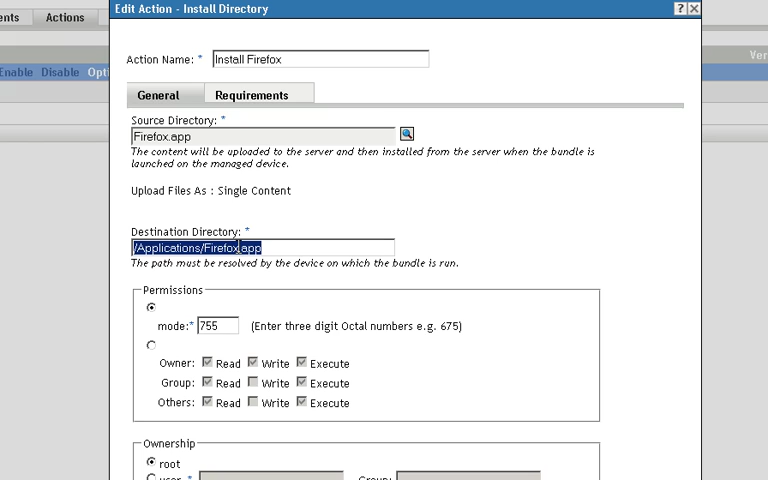 Edit Action - Install Directory ? X
Actions Ver
Enable Disable
Action Name: * Install Firefox
General Requirements
Source Directory: *
Firefox.app
The content will be uploaded to the server and then installed from the server when the bundle is
launched on the managed device.
Upload Files As : Single Content
Destination Directory: *
/Applications/Firefox.app
The path must be resolved by the device on which the bundle is run.
Permissions
mode:* 755 (Enter three digit Octal numbers e.g. 675)
Owner: Read Write Execute
Group: Read Write Execute
Others: Read Write Execute
Ownership
root
user * Group: